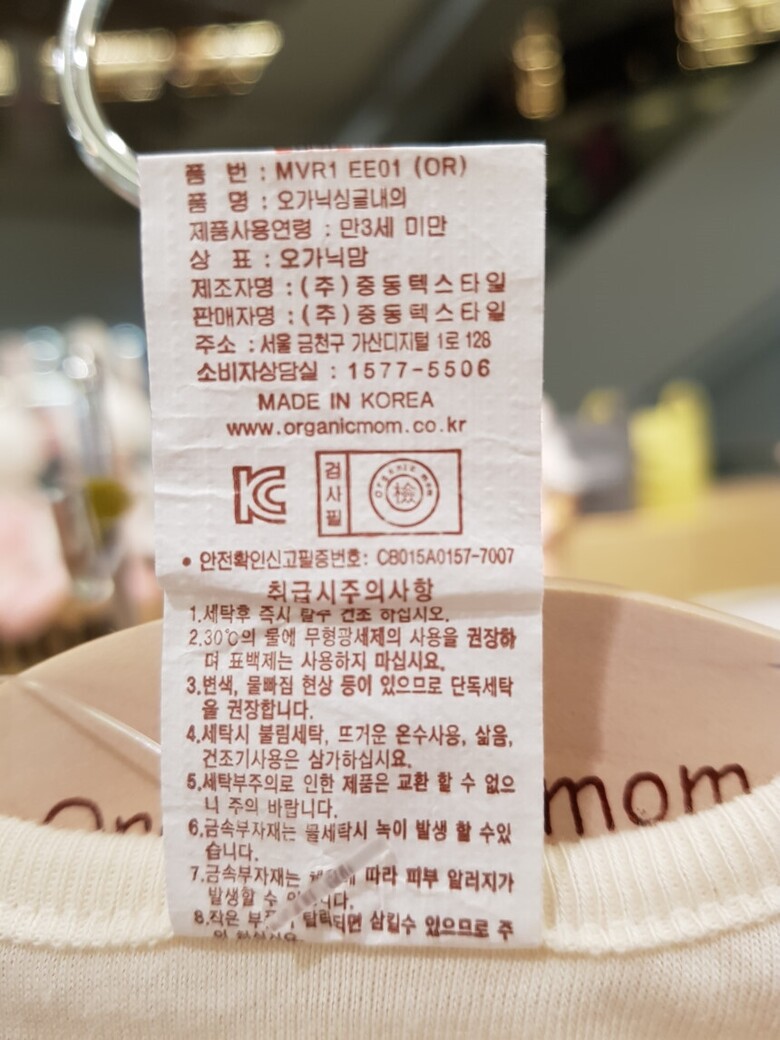 품 번 : MVR1 EE01 (OR)
품 명 : 오가닉싱글내의
제품사용연령 : 만3세 미만
상 표 : 오가닉맘
제조자명 : (주)중동텍스타일
판매자명 : (주)중동텍스타일
주소 : 서울 금천구 가산디지털 1로 128
소비자상담실 : 1577-5506
MADE IN KOREA
www.organicmom.co.kr
검사필
Organic mom
檢
• 안전확인신고필증번호: CB015A0157-7007
취급시주의사항
1.세탁후 즉시 탈수 건조 하십시오.
2.30℃의 물에 무형광세제의 사용을 권장하
며 표백제는 사용하지 마십시요.
3.변색, 물빠짐 현상 등이 있으므로 단독세탁
을 권장합니다.
4.세탁시 불림세탁, 뜨거운 온수사용, 삶음,
건조기사용은 삼가하십시요.
5.세탁부주의로 인한 제품은 교환 할 수 없으
니 주의 바랍니다.
6.금속부자재는 물세탁시 녹이 발생 할 수있
습니다.
7.금속부자재는 따라 피부 알러지가
발생할 수
8.작은 탈락되면 삼킬수 있으므로 주
mom